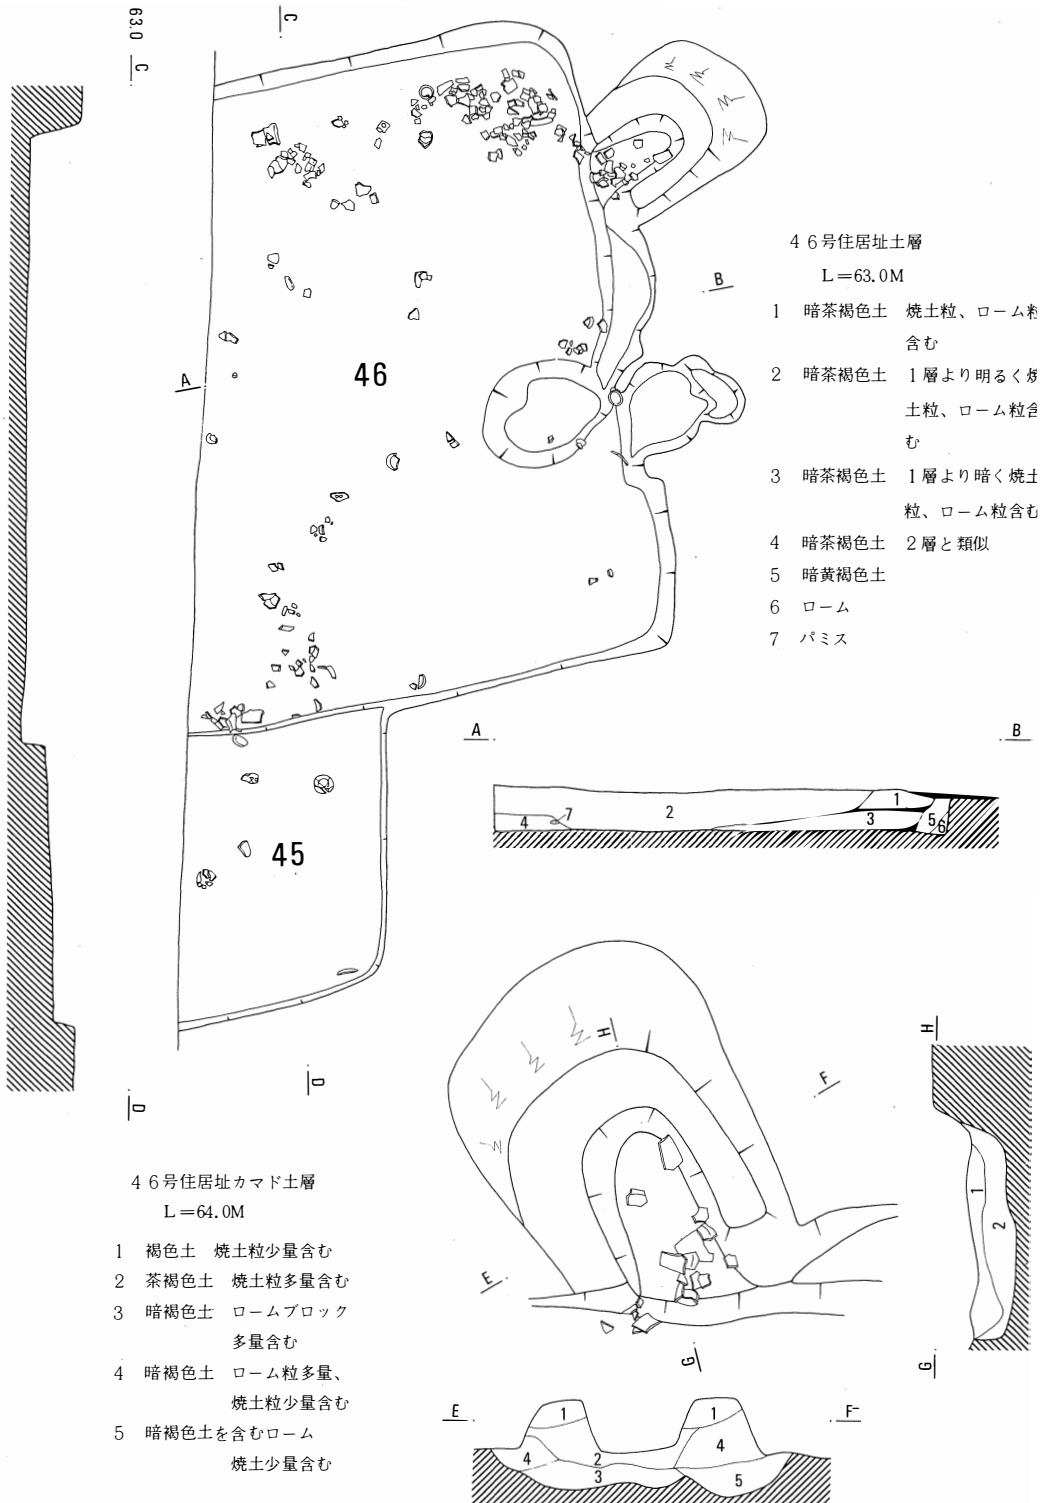 63.0 C
C
46号住居址土層
L=63.0M
1 暗茶褐色土 焼土粒、ローム粒
含む
2 暗茶褐色土 1層より明るく焼
土粒、ローム粒含
む
3 暗茶褐色土 1層より暗く焼土
粒、ローム粒含む
4 暗茶褐色土 2層と類似
5 暗黄褐色土
6 ローム
7 パミス
B
A
46
45
A
B
1
2
3
4
5
6
7
D
D
46号住居址カマド土層
L=64.0M
1 褐色土 焼土粒少量含む
2 茶褐色土 焼土粒多量含む
3 暗褐色土 ロームブロック
多量含む
4 暗褐色土 ローム粒多量、
焼土粒少量含む
5 暗褐色土を含むローム
焼土少量含む
H
F
E
G
H
1
2
G
E
F
1
1
4
2
3
4
5